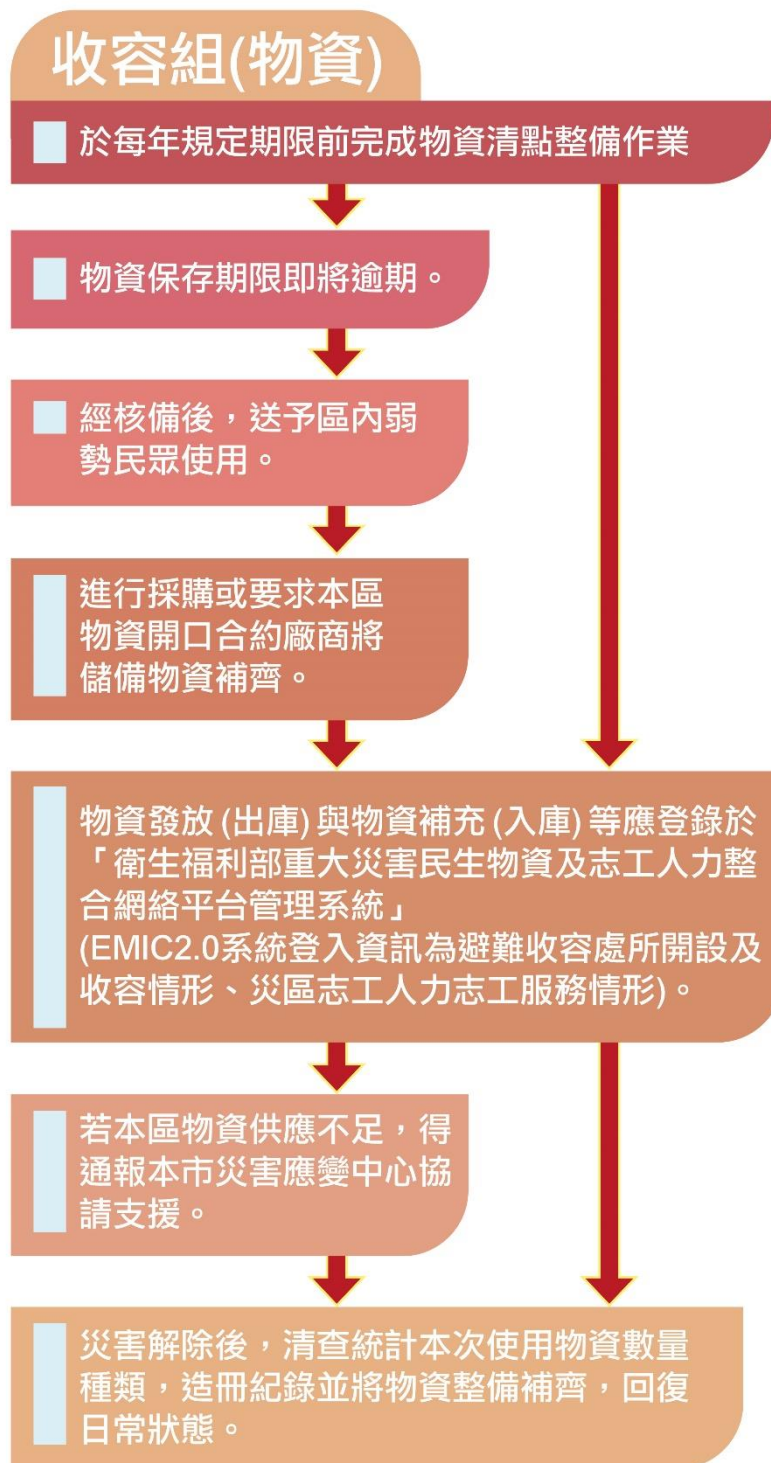 收容組(物資)
於每年規定期限前完成物資清點整備作業
物資保存期限即將逾期。
經核備後，送予區內弱
勢民眾使用。
進行採購或要求本區
物資開口合約廠商將
儲備物資補齊。
物資發放(出庫)與物資補充(入庫)等應登錄於
「衛生福利部重大災害民生物資及志工人力整
合網絡平台管理系統」
(EMIC2.0系統登入資訊為避難收容處所開設及
收容情形、災區志工人力志工服務情形)。
若本區物資供應不足，得
通報本市災害應變中心協
請支援。
災害解除後，清查統計本次使用物資數量
種類，造冊紀錄並將物資整備補齊，回復
日常狀態。